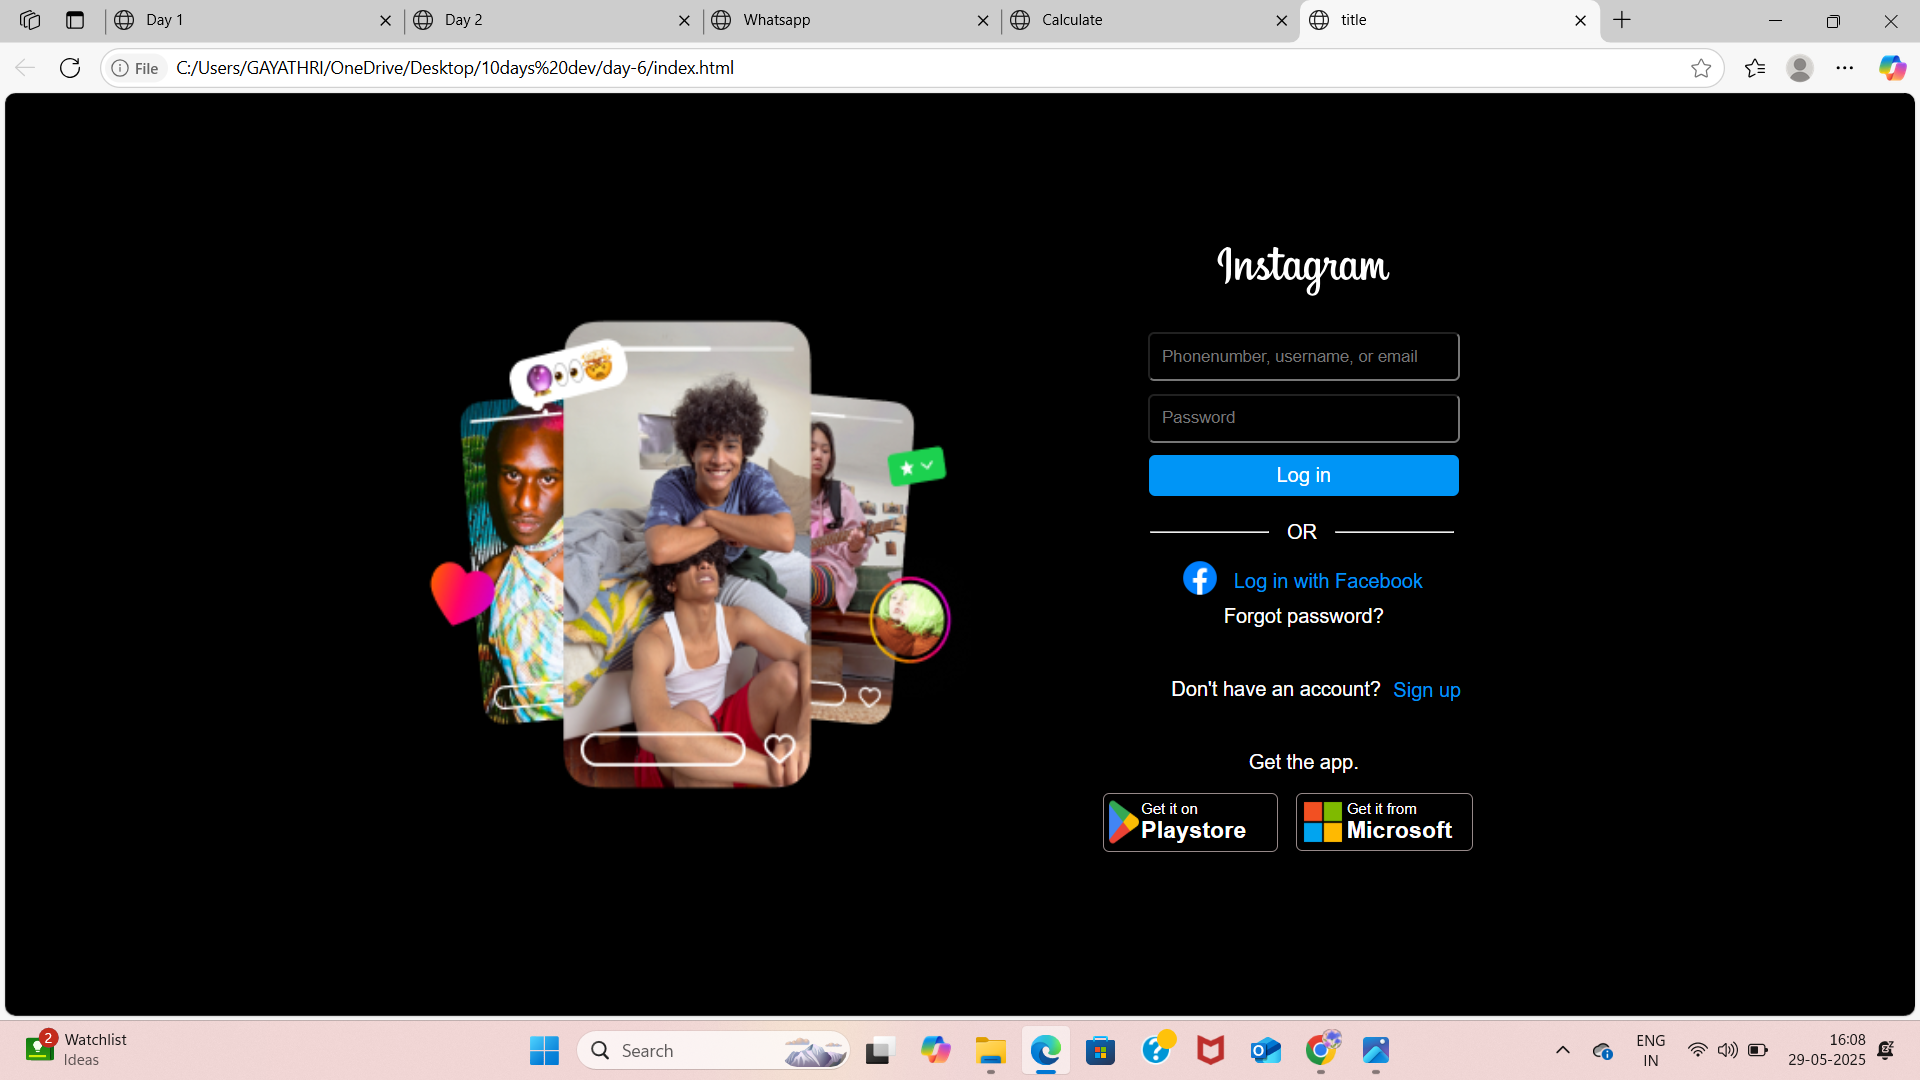 Day 1
Day 2
Whatsapp
Calculate
title
File
C:/Users/GAYATHRI/OneDrive/Desktop/10days%20dev/day-6/index.html
Instagram
Phonenumber, username, or email
Password
Log in
OR
Log in with Facebook
Forgot password?
Don't have an account? Sign up
Get the app.
Get it on
Playstore
Get it from
Microsoft
2
Watchlist
Ideas
Search
ENG
IN
16:08
29-05-2025